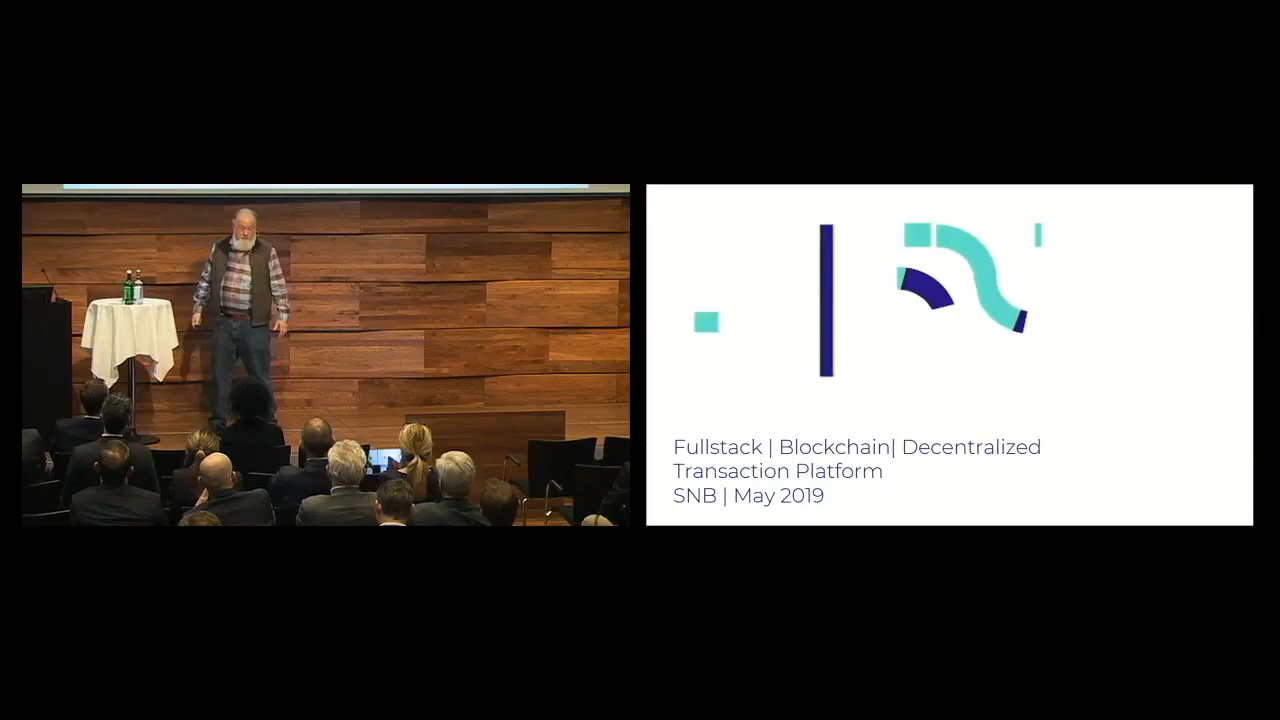 Fullstack | Blockchain| Decentralized
Transaction Platform
SNB | May 2019